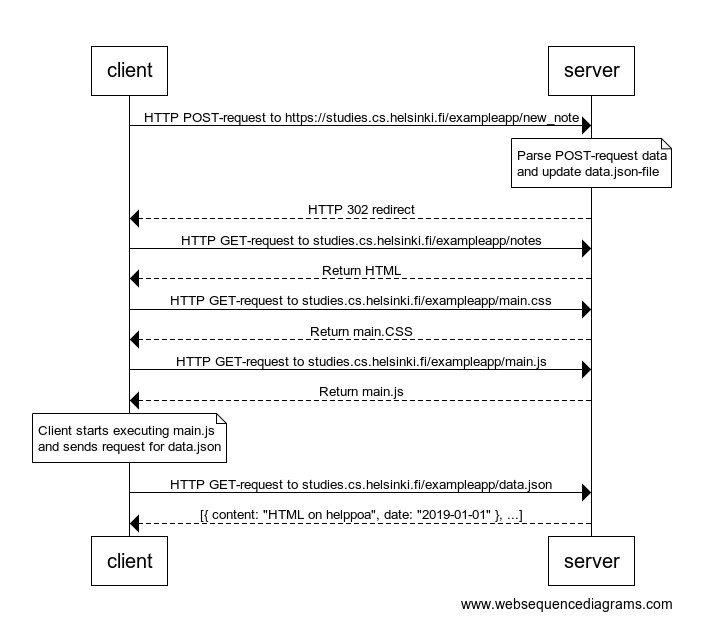 client
server
HTTP POST-request to https://studies.cs.helsinki.fi/exampleapp/new_note
Parse POST-request data
and update data.json-file
HTTP 302 redirect
HTTP GET-request to studies.cs.helsinki.fi/exampleapp/notes
Return HTML
HTTP GET-request to studies.cs.helsinki.fi/exampleapp/main.css
Return main.CSS
HTTP GET-request to studies.cs.helsinki.fi/exampleapp/main.js
Return main.js
Client starts executing main.js
and sends request for data.json
HTTP GET-request to studies.cs.helsinki.fi/exampleapp/data.json
[{ content: "HTML on helppoa", date: "2019-01-01" }, ...]
client
server
www.websequencediagrams.com